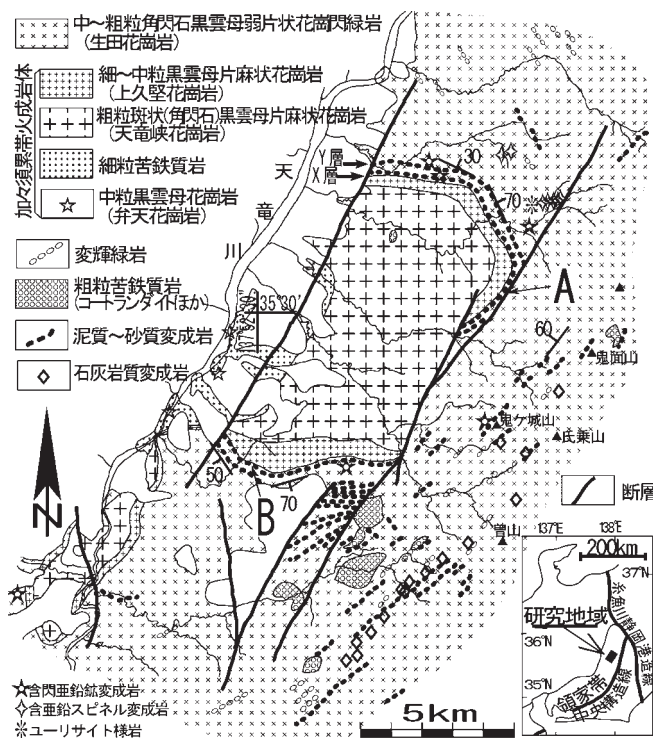 中～粗粒角閃石黒雲母弱片状花崗閃緑岩
(生田花崗岩)
加々須累帯火成岩体
細～中粒黒雲母片麻状花崗岩
(上久堅花崗岩)
粗粒斑状(角閃石)黒雲母片麻状花崗岩
(天竜峡花崗岩)
細粒苦鉄質岩
中粒黒雲母花崗岩
(弁天花崗岩)
変輝緑岩
粗粒苦鉄質岩
(コートランダイトほか)
泥質～砂質変成岩
石灰岩質変成岩
天
竜
川
Y層
X層
30
70
A
35°30′
60
鬼面山
鬼ケ城山
氏乗山
50
70
B
曽山
N
断層
137°E
138°E
200km
37°N
研究地域
36°N
35°N
糸魚川静岡構造線
領家帯
中央構造線
含閃亜鉛鉱変成岩
含亜鉛スピネル変成岩
ユーリサイト様岩
5km